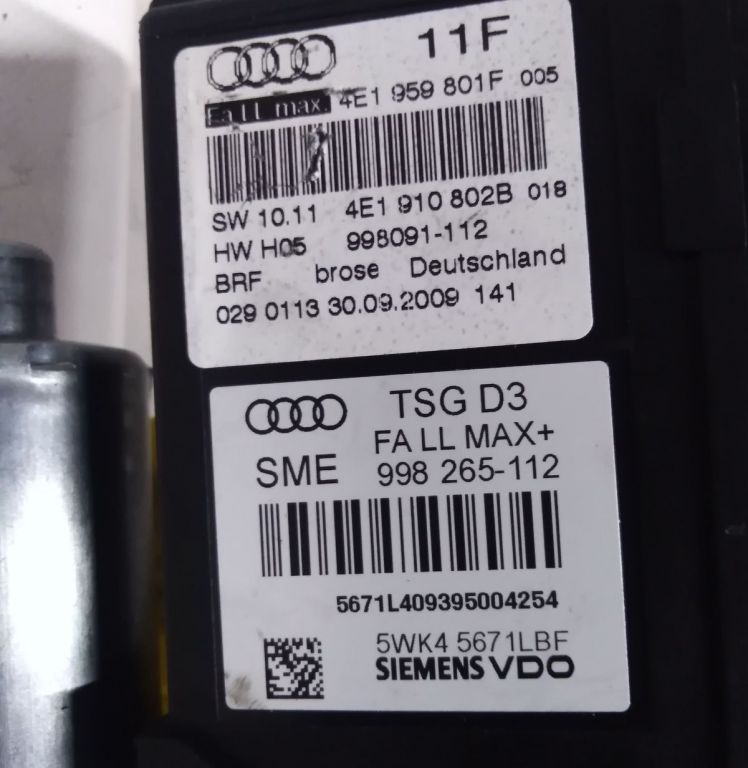 11F
Fa LL max. 4E1 959 801F 005
SW 10.11 4E1 910 802B 018
HW H05 998091-112
BRF brose Deutschland
029 0113 30.09.2009 141
TSG D3
FA LL MAX+
SME 998 265-112
5671L409395004254
5WK4 5671LBF
SIEMENS VDO